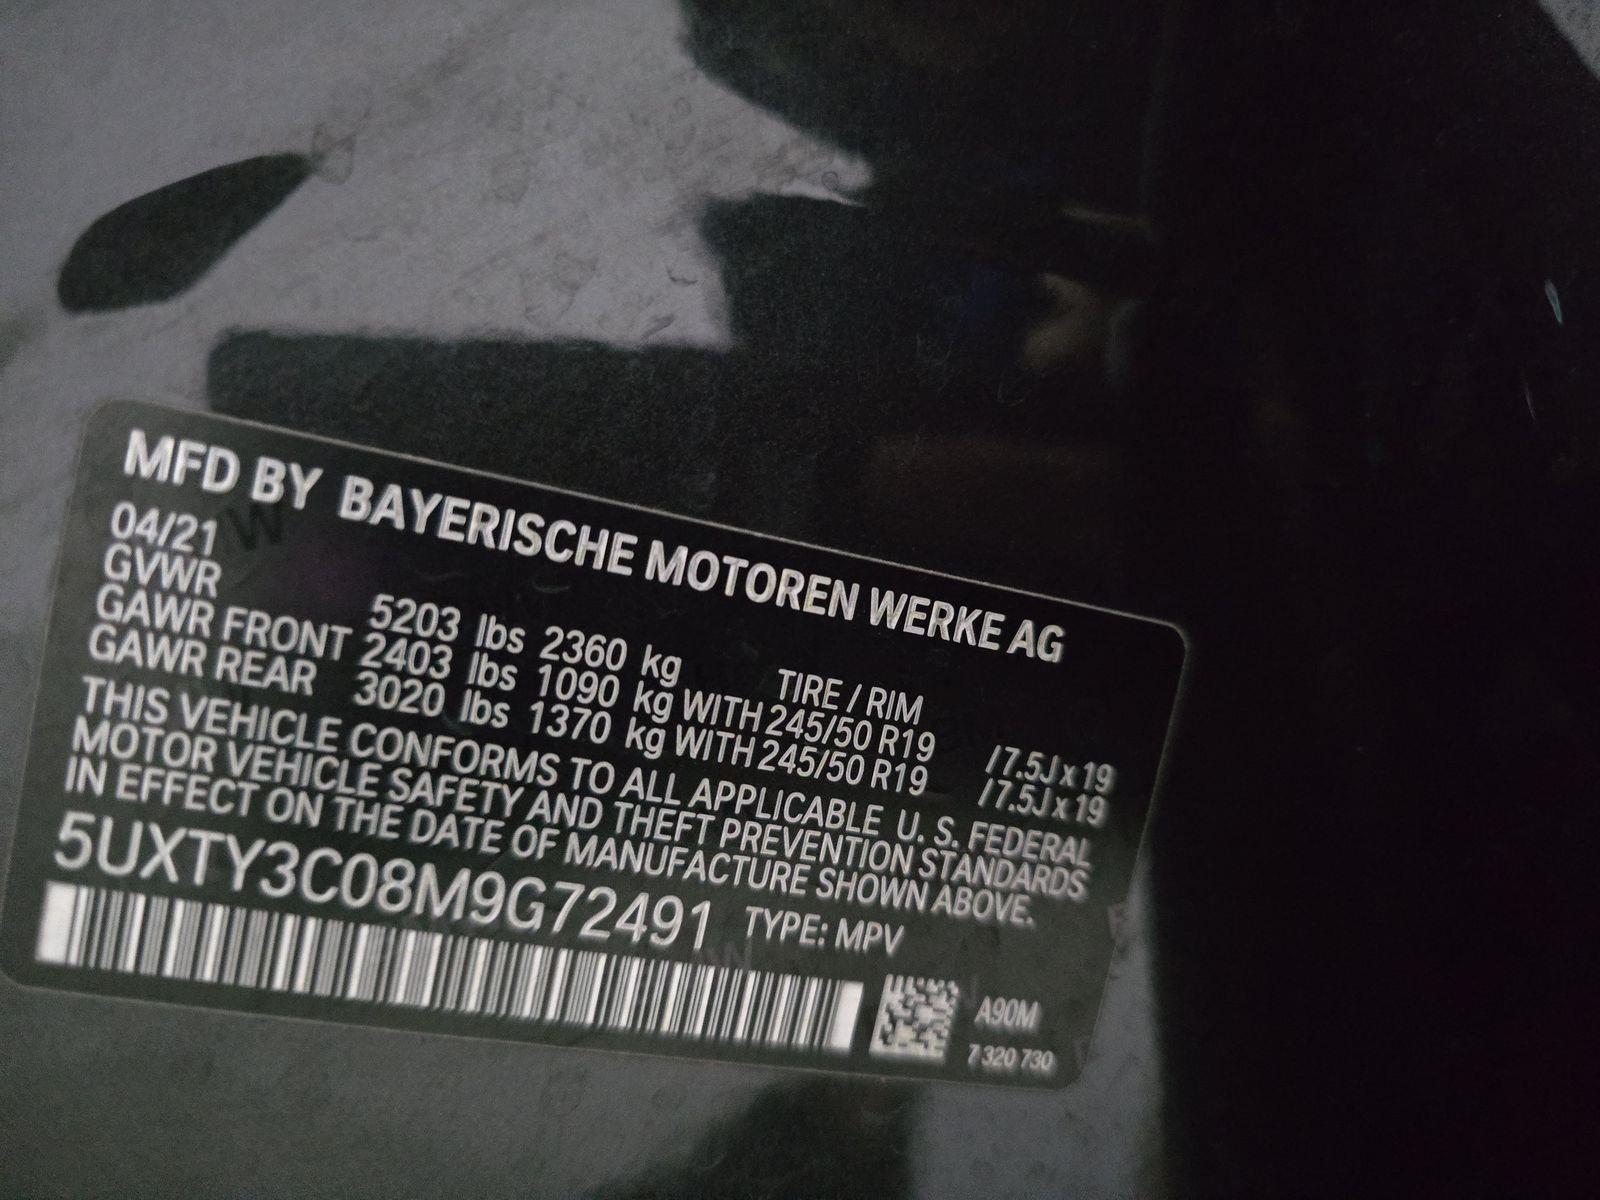 MFD BY BAYERISCHE MOTOREN WERKE AG
04/21
GVWR 5203 lbs 2360 kg TIRE / RIM
GAWR FRONT 2403 lbs 1090 kg WITH 245/50 R19 /7.5J x 19
GAWR REAR 3020 lbs 1370 kg WITH 245/50 R19 /7.5J x 19
THIS VEHICLE CONFORMS TO ALL APPLICABLE U. S. FEDERAL
MOTOR VEHICLE SAFETY AND THEFT PREVENTION STANDARDS
IN EFFECT ON THE DATE OF MANUFACTURE SHOWN ABOVE.
5UXTY3C08M9G72491 TYPE: MPV
A90M
7 320 730